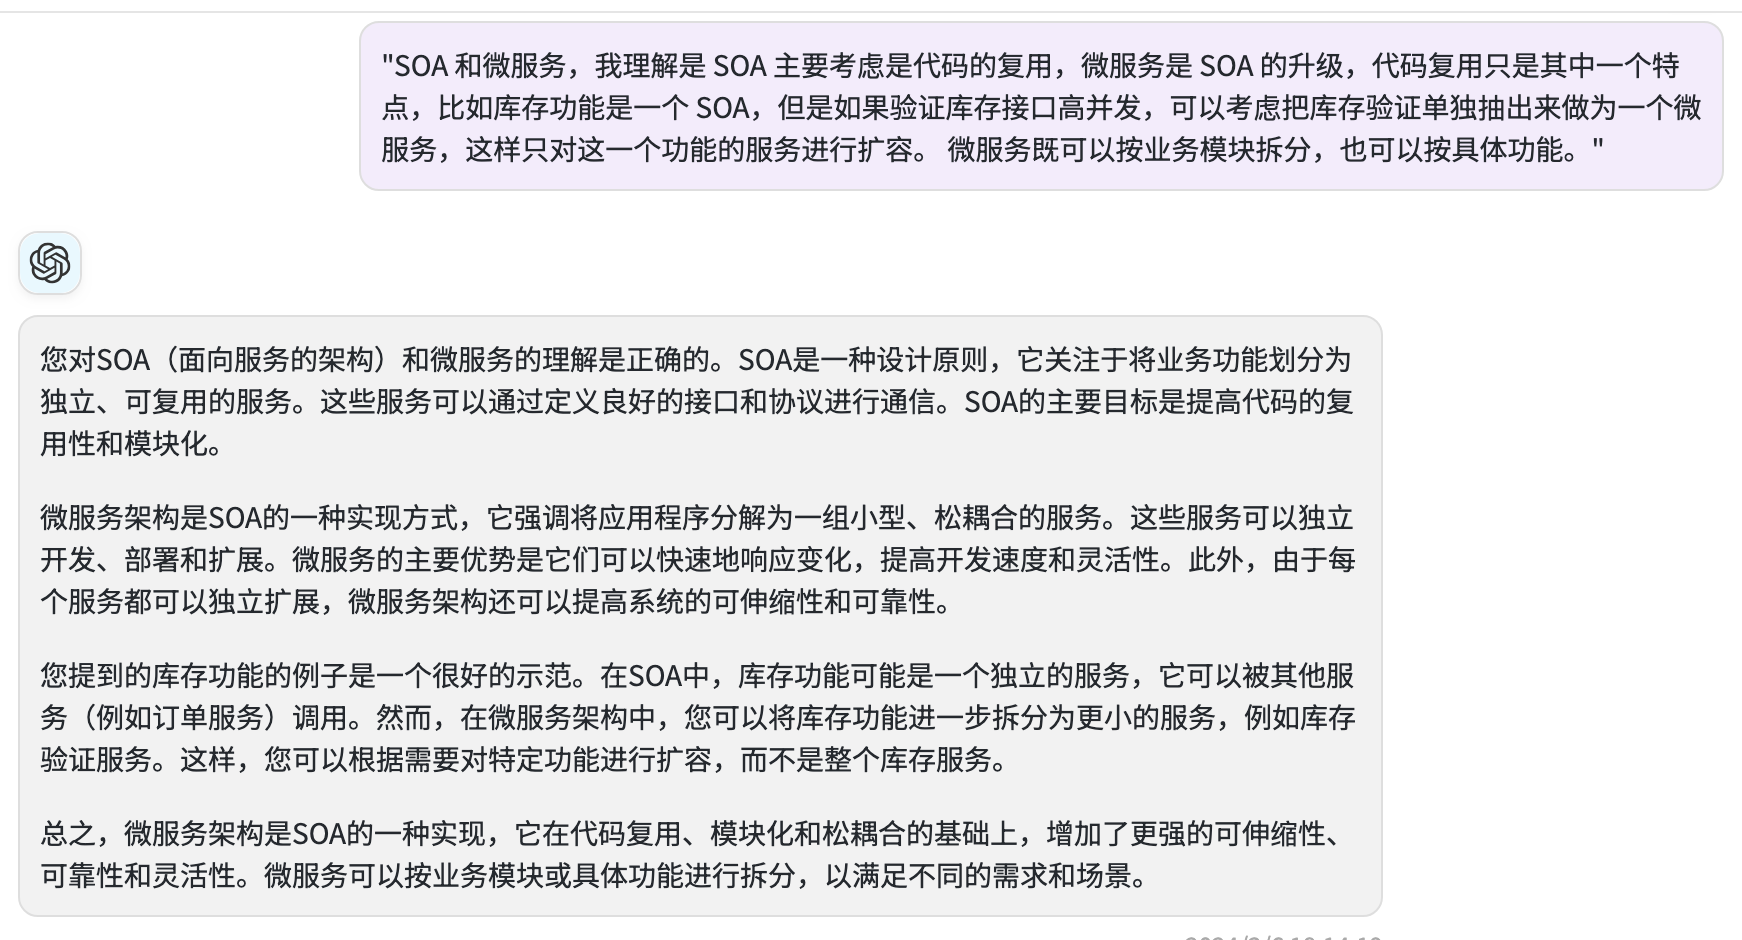 "SOA 和微服务，我理解是 SOA 主要考虑是代码的复用，微服务是 SOA 的升级，代码复用只是其中一个特
点，比如库存功能是一个 SOA，但是如果验证库存接口高并发，可以考虑把库存验证单独抽出来做为一个微
服务，这样只对这一个功能的服务进行扩容。 微服务既可以按业务模块拆分，也可以按具体功能。"
您对SOA（面向服务的架构）和微服务的理解是正确的。SOA是一种设计原则，它关注于将业务功能划分为
独立、可复用的服务。这些服务可以通过定义良好的接口和协议进行通信。SOA的主要目标是提高代码的复
用性和模块化。
微服务架构是SOA的一种实现方式，它强调将应用程序分解为一组小型、松耦合的服务。这些服务可以独立
开发、部署和扩展。微服务的主要优势是它们可以快速地响应变化，提高开发速度和灵活性。此外，由于每
个服务都可以独立扩展，微服务架构还可以提高系统的可伸缩性和可靠性。
您提到的库存功能的例子是一个很好的示范。在SOA中，库存功能可能是一个独立的服务，它可以被其他服
务（例如订单服务）调用。然而，在微服务架构中，您可以将库存功能进一步拆分为更小的服务，例如库存
验证服务。这样，您可以根据需要对特定功能进行扩容，而不是整个库存服务。
总之，微服务架构是SOA的一种实现，它在代码复用、模块化和松耦合的基础上，增加了更强的可伸缩性、
可靠性和灵活性。微服务可以按业务模块或具体功能进行拆分，以满足不同的需求和场景。